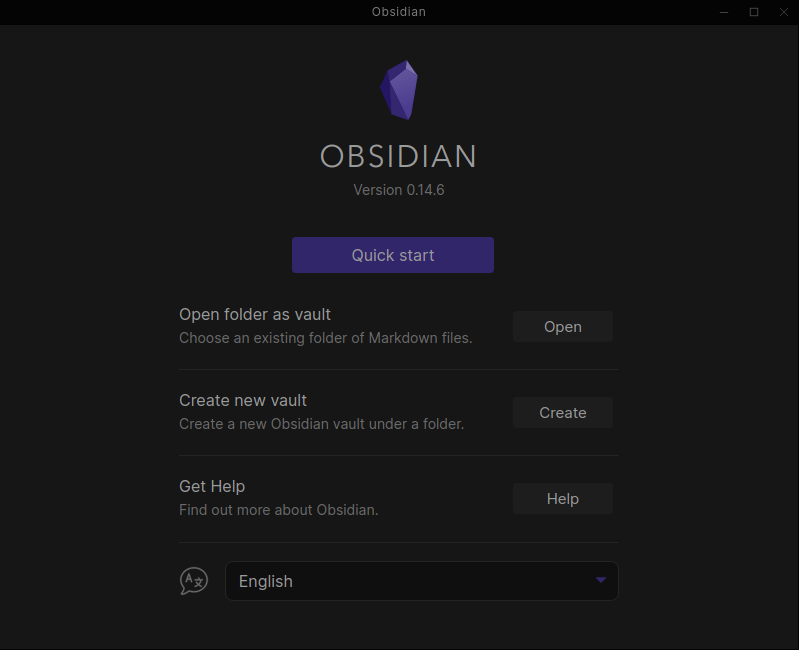 Obsidian
OBSIDIAN
Version 0.14.6
Quick start
Open folder as vault
Choose an existing folder of Markdown files.
Open
Create new vault
Create a new Obsidian vault under a folder.
Create
Get Help
Find out more about Obsidian.
Help
A文
English